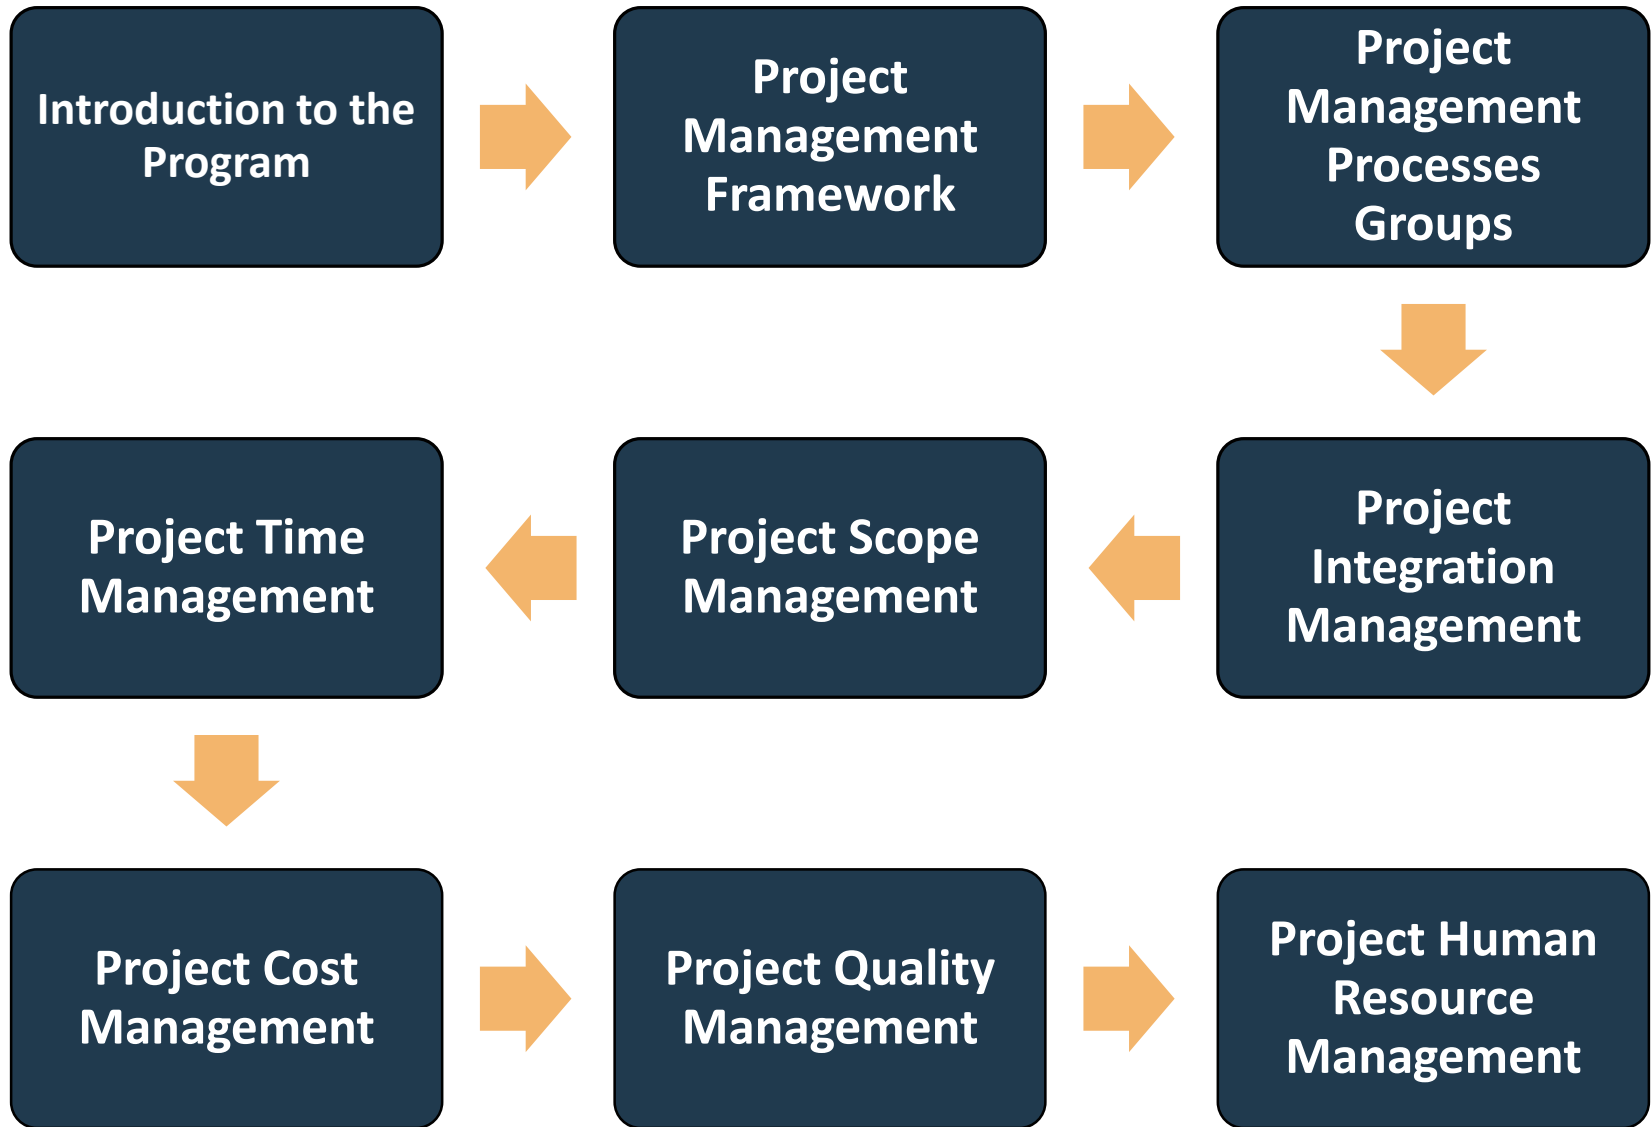 Introduction to the
Program
Project
Management
Framework
Project
Management
Processes
Groups
Project
Integration
Management
Project Scope
Management
Project Time
Management
Project Cost
Management
Project Quality
Management
Project Human
Resource
Management